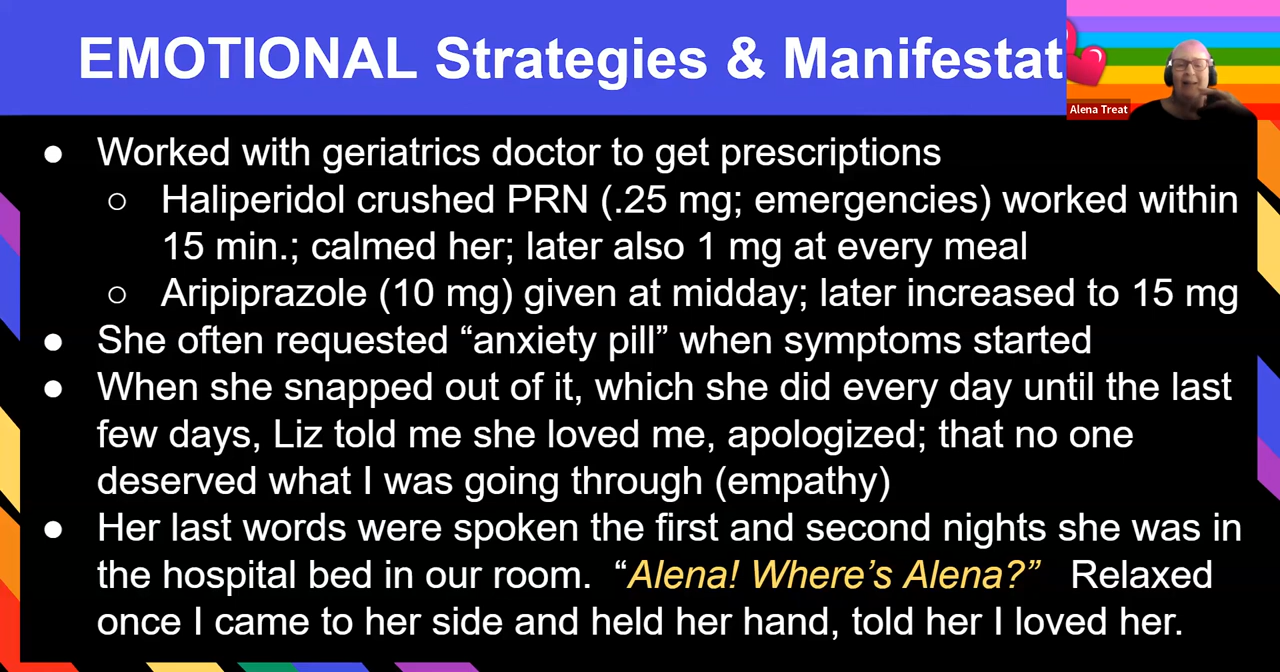 EMOTIONAL Strategies & Manifestat
Alena Treat
● Worked with geriatrics doctor to get prescriptions
○ Haliperidol crushed PRN (.25 mg; emergencies) worked within
15 min.; calmed her; later also 1 mg at every meal
○ Aripiprazole (10 mg) given at midday; later increased to 15 mg
● She often requested “anxiety pill” when symptoms started
● When she snapped out of it, which she did every day until the last
few days, Liz told me she loved me, apologized; that no one
deserved what I was going through (empathy)
● Her last words were spoken the first and second nights she was in
the hospital bed in our room. “Alena! Where’s Alena?” Relaxed
once I came to her side and held her hand, told her I loved her.